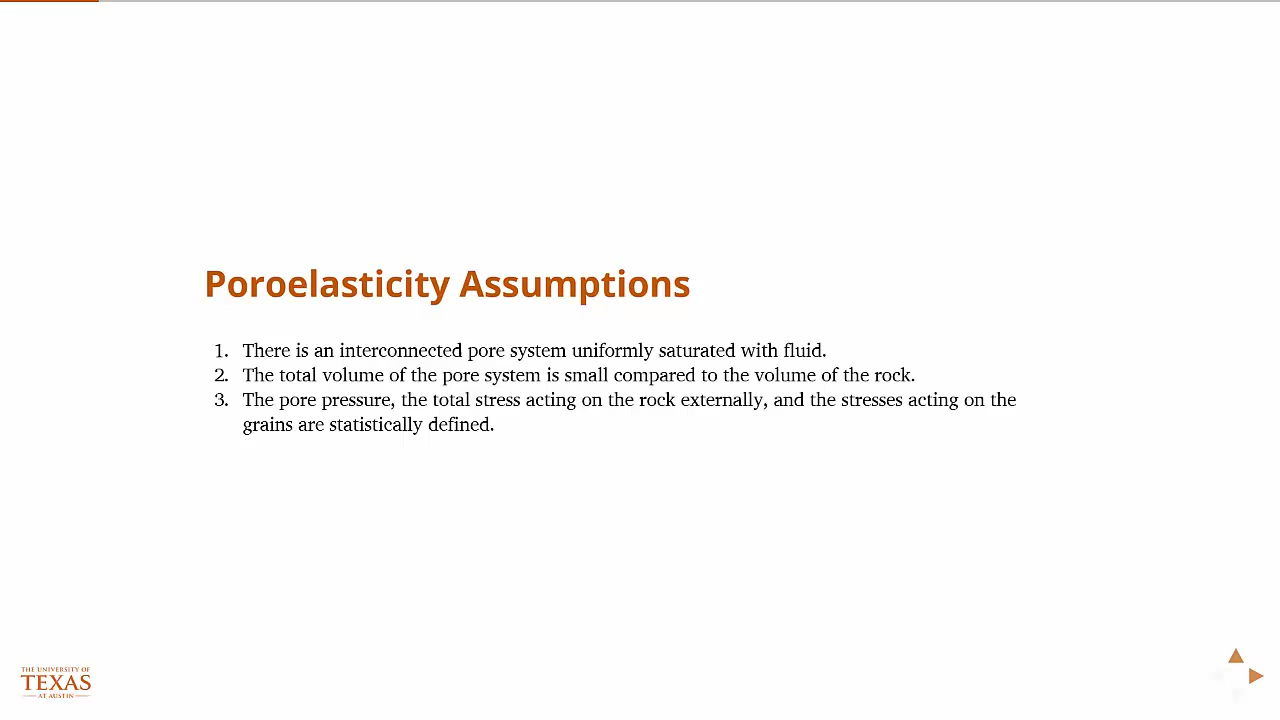 Poroelasticity Assumptions
1. There is an interconnected pore system uniformly saturated with fluid.
2. The total volume of the pore system is small compared to the volume of the rock.
3. The pore pressure, the total stress acting on the rock externally, and the stresses acting on the
grains are statistically defined.
THE UNIVERSITY OF
TEXAS
AT AUSTIN